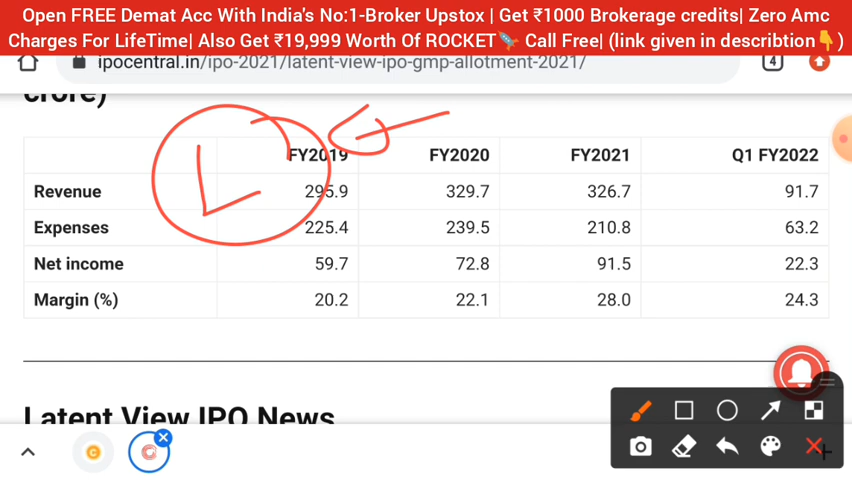 Open FREE Demat Acc With India's No:1-Broker Upstox | Get ₹1000 Brokerage credits| Zero Amc
Charges For LifeTime| Also Get ₹19,999 Worth Of ROCKET🚀 Call Free| (link given in describtion👇)
ipocentral.in/ipo-2021/latent-view-ipo-gmp-allotment-2021/
4
crore)
FY2019 FY2020 FY2021 Q1 FY2022
Revenue 295.9 329.7 326.7 91.7
Expenses 225.4 239.5 210.8 63.2
Net income 59.7 72.8 91.5 22.3
Margin (%) 20.2 22.1 28.0 24.3
Latent View IPO News